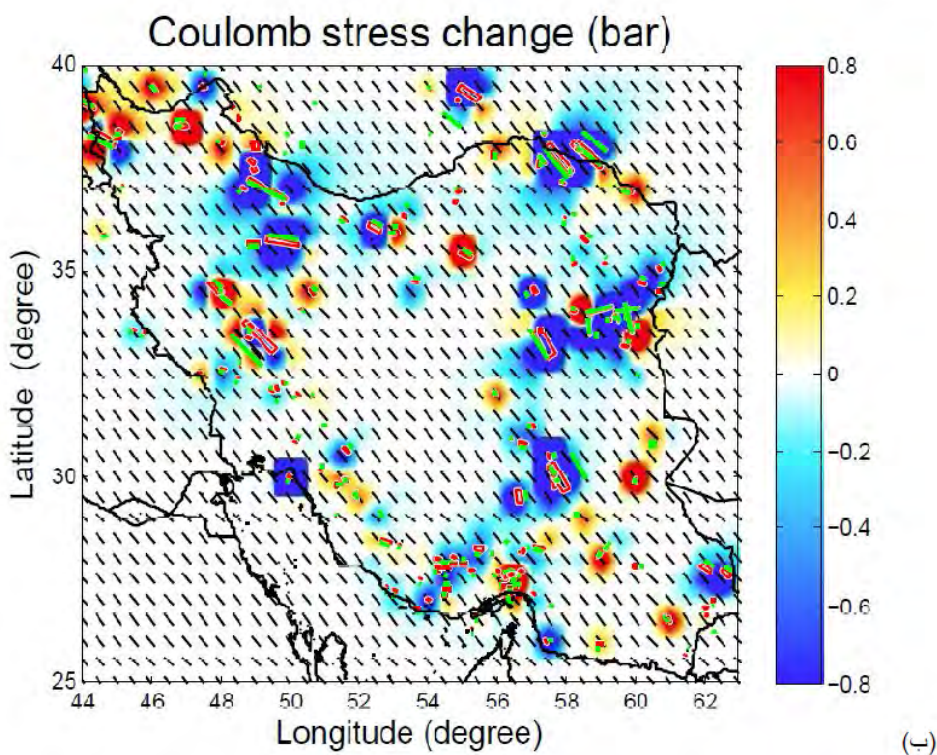 Coulomb stress change (bar)
40
35
30
25
Latitude (degree)
44 46 48 50 52 54 56 58 60 62
Longitude (degree)
0.8
0.6
0.4
0.2
0
−0.2
−0.4
−0.6
−0.8
(ب)